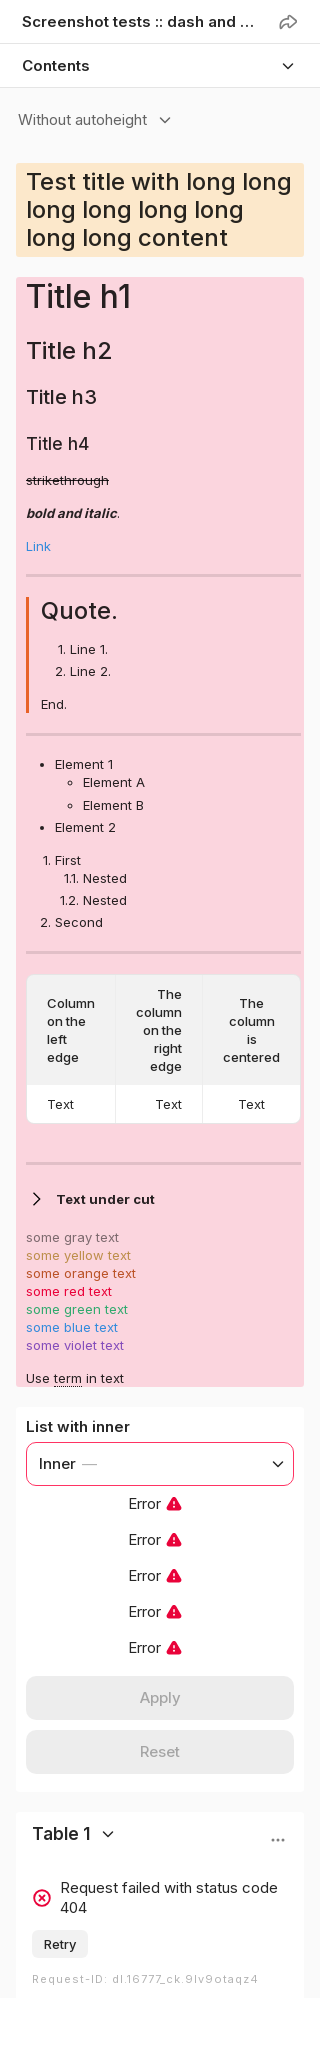 Screenshot tests :: dash and ...
Contents
Without autoheight
Test title with long long
long long long long
long long content
Title h1
Title h2
Title h3
Title h4
strikethrough
bold and italic.
Link
Quote.
1. Line 1.
2. Line 2.
End.
• Element 1
◦ Element A
◦ Element B
• Element 2
1. First
1.1. Nested
1.2. Nested
2. Second
Column on the left edge
The column on the right edge
The column is centered
Text Text Text
Text under cut
some gray text
some yellow text
some orange text
some red text
some green text
some blue text
some violet text
Use term in text
List with inner
Inner —
Error
Error
Error
Error
Error
Apply
Reset
Table 1
Request failed with status code
404
Retry
Request-ID: dl.16777_ck.9lv9otaqz4